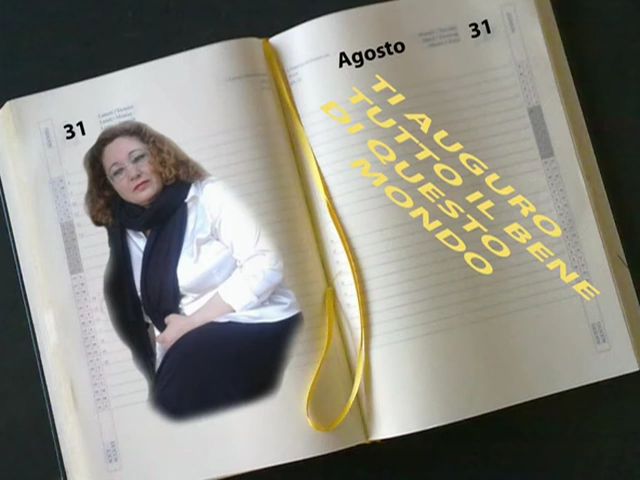 31
Agosto 31
TI AUGURO
TUTTO IL BENE
DI QUESTO
MONDO